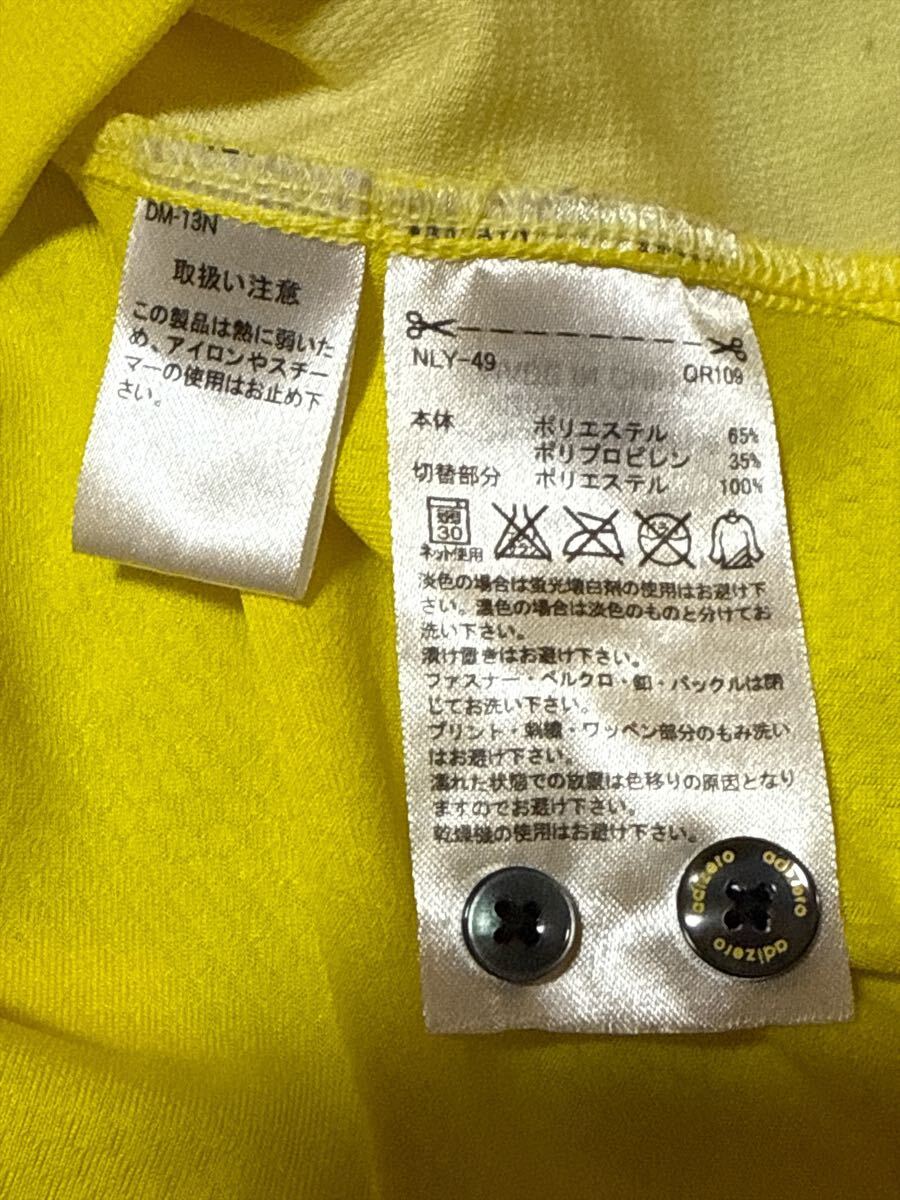 DM-13N
取扱い注意
この製品は熱に弱いた
め、アイロンやスチー
マーの使用はお止め下
さい。
NLY-49
QR109
本体 ポリエステル 65%
ポリプロピレン 35%
切替部分 ポリエステル 100%
弱
30
ネット使用
淡色の場合は蛍光増白剤の使用はお避け下
さい。濃色の場合は淡色のものと分けてお
洗い下さい。
漬け置きはお避け下さい。
ファスナー・ベルクロ・釦・バックルは閉
じてお洗い下さい。
プリント・刺繍・ワッペン部分のもみ洗い
はお避け下さい。
濡れた状態での放置は色移りの原因となり
ますのでお避け下さい。
乾燥機の使用はお避け下さい。
adizero adizero adizero